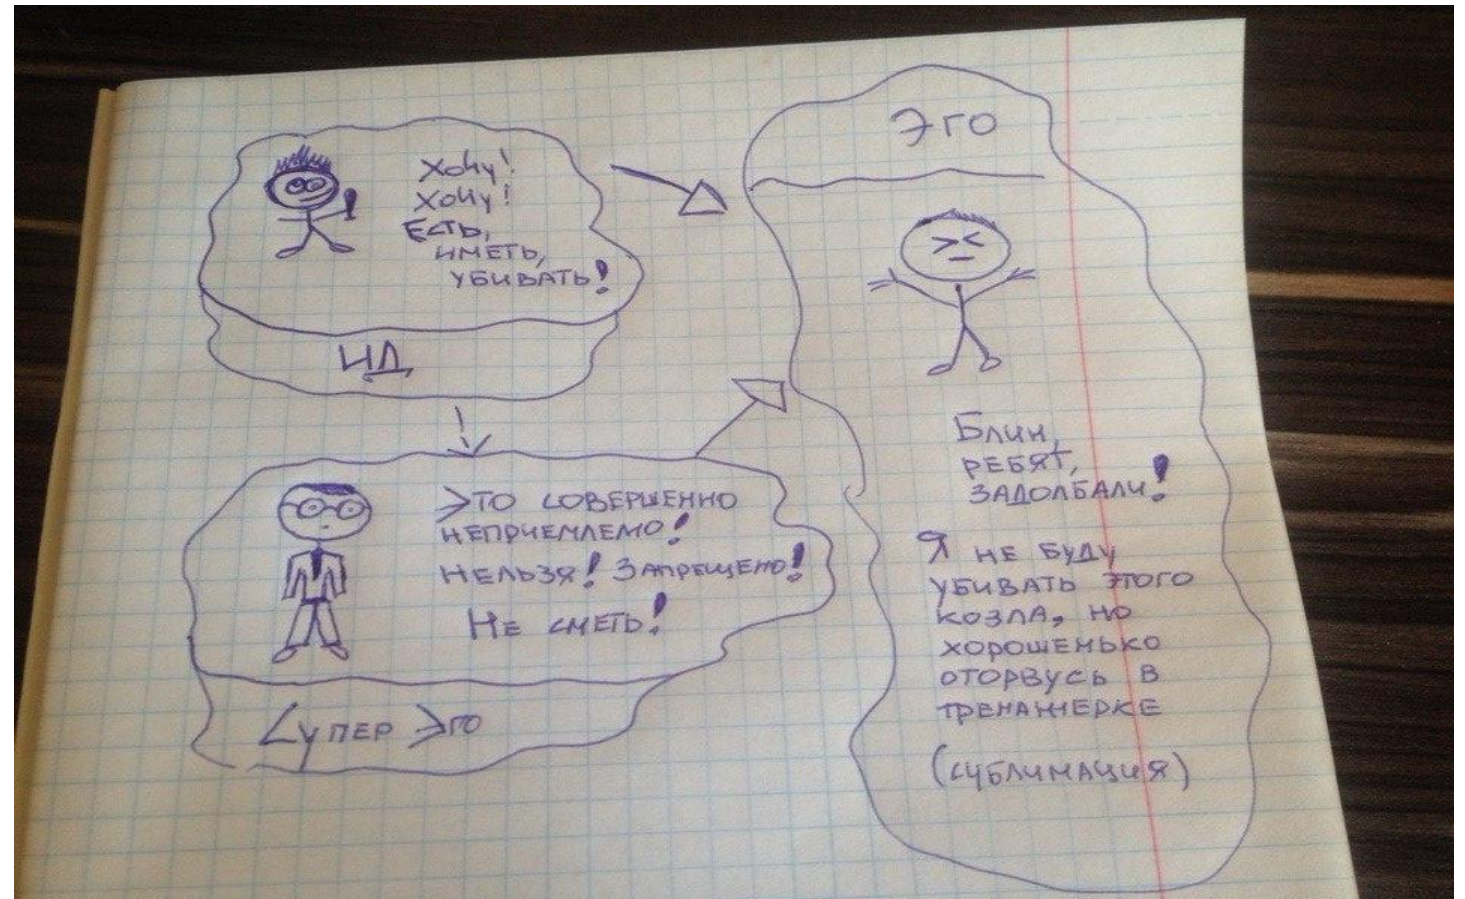 Хочу!
Хочу!
Есть,
иметь,
убивать!
ИД
Это совершенно
неприемлемо!
Нельзя! Запрещено!
Не сметь!
Супер Эго
Эго
Блин,
ребят,
задолбали!
Я не буду
убивать этого
козла, но
хорошенько
оторвусь в
тренажерке
(сублимация)